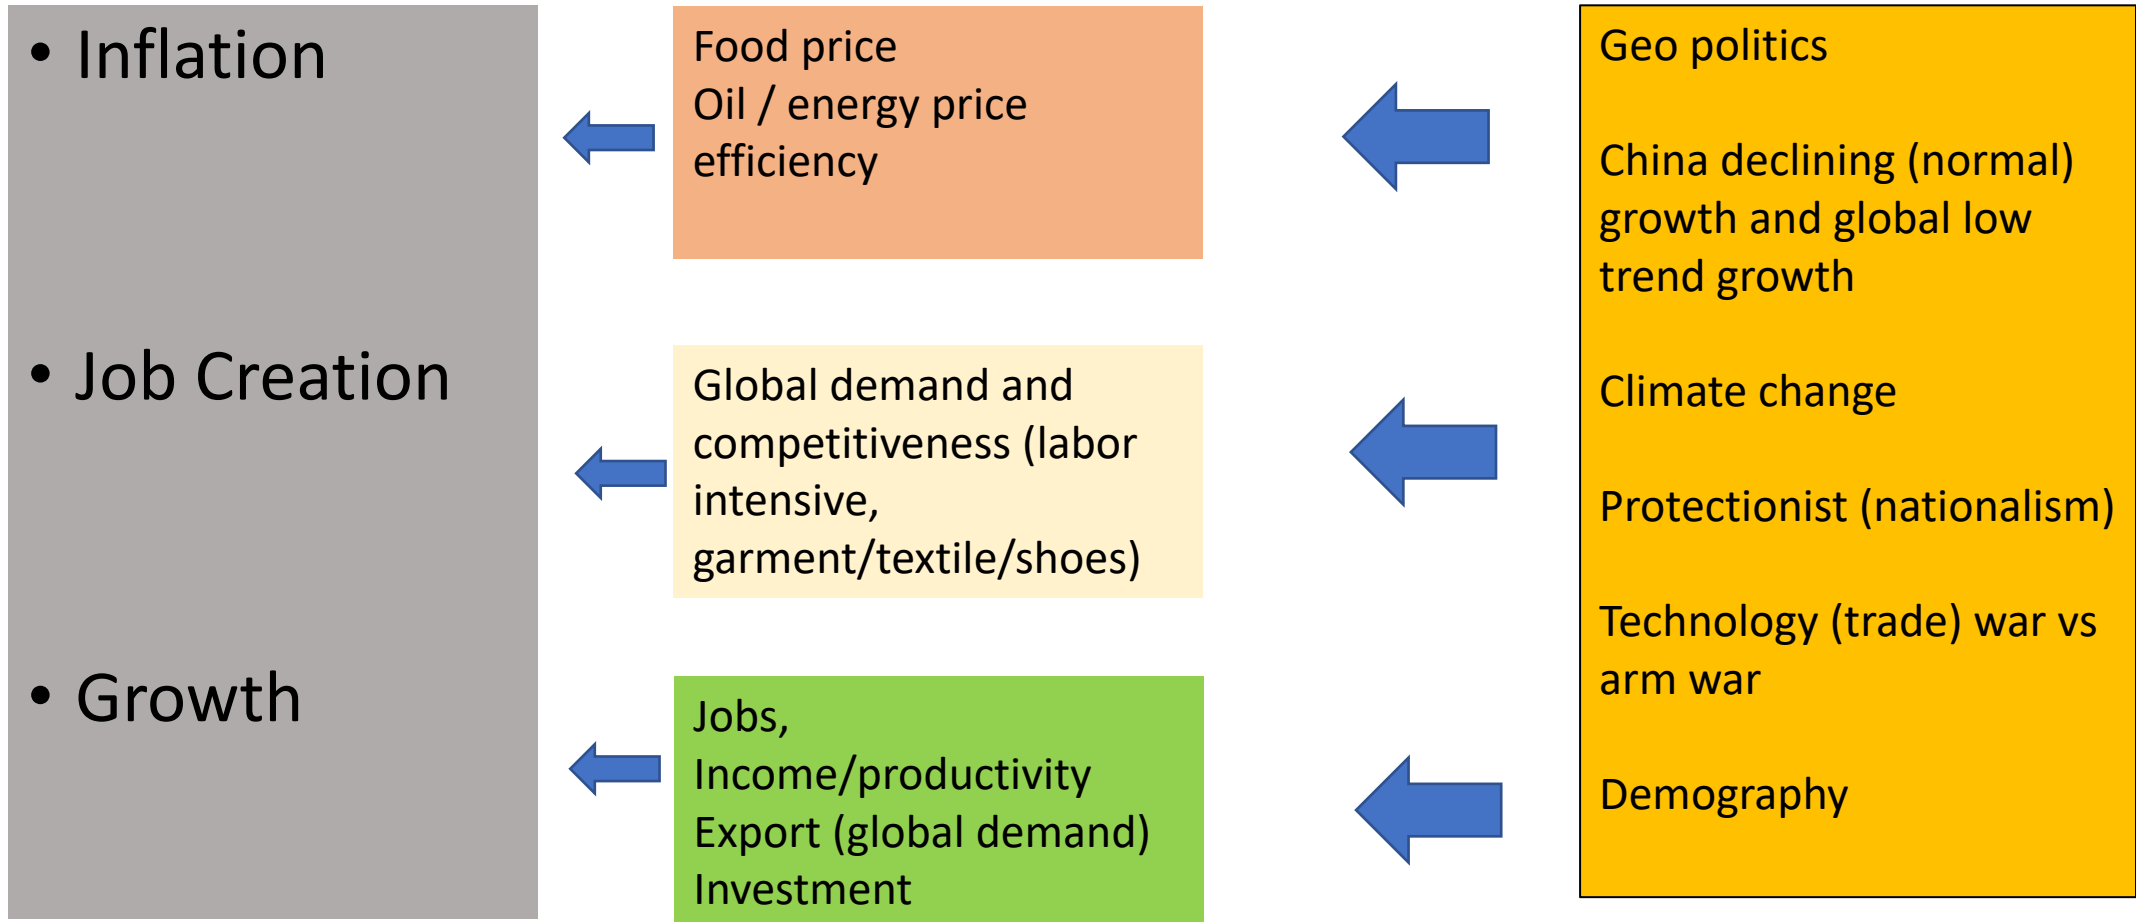 • Inflation
• Job Creation
• Growth
Food price
Oil / energy price
efficiency
Global demand and
competitiveness (labor
intensive,
garment/textile/shoes)
Jobs,
Income/productivity
Export (global demand)
Investment
Geo politics
China declining (normal)
growth and global low
trend growth
Climate change
Protectionist (nationalism)
Technology (trade) war vs
arm war
Demography